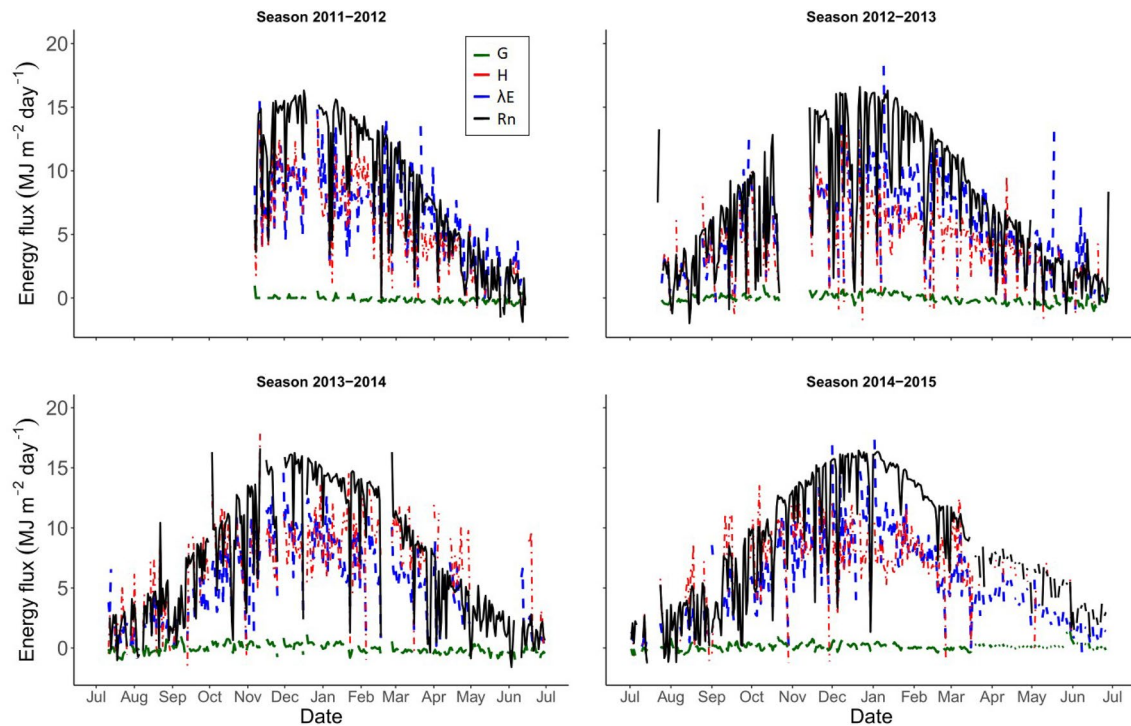 Season 2011−2012
Season 2012−2013
Energy flux (MJ m−2 day−1)
20
15
10
5
0
G
H
λE
Rn
Season 2013−2014
Season 2014−2015
Energy flux (MJ m−2 day−1)
20
15
10
5
0
Jul Aug Sep Oct Nov Dec Jan Feb Mar Apr Jun Jul
Jul Aug Sep Oct Nov Dec Jan Feb Mar Apr May Jun Jul
Date
Date